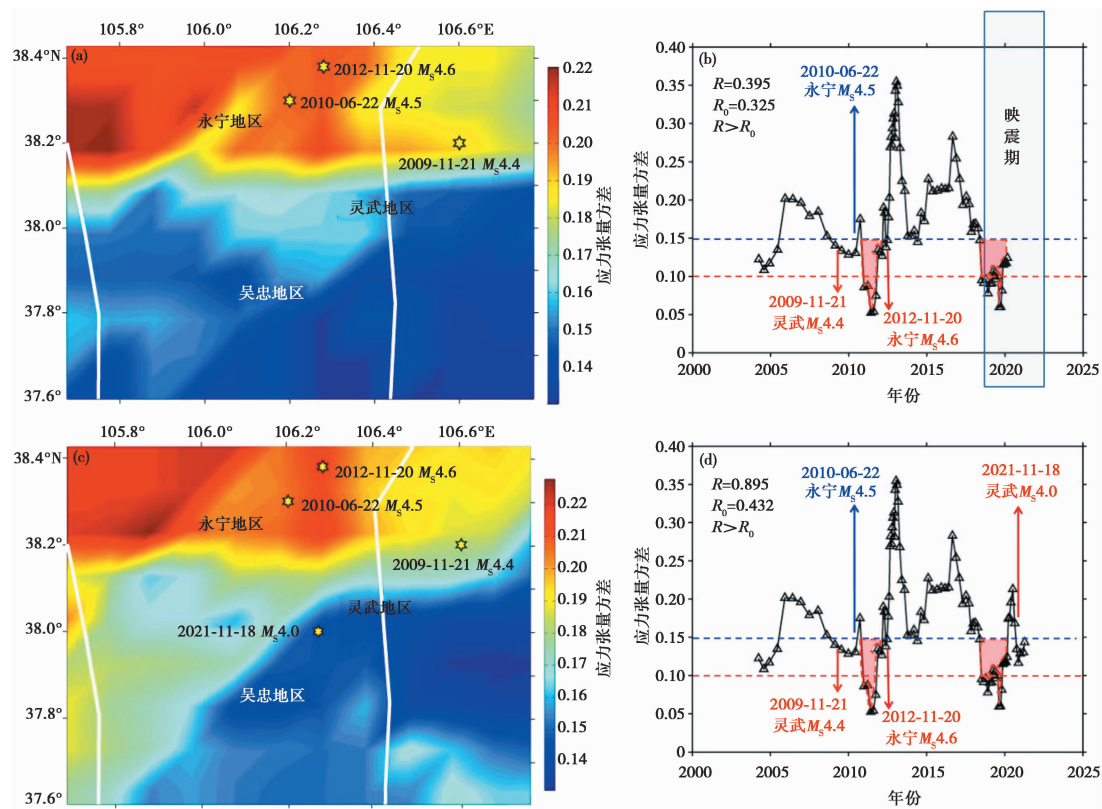 105.8° 106.0° 106.2° 106.4° 106.6°E
38.4°N
38.2°
38.0°
37.8°
37.6°
(a)
2012-11-20 MS4.6
2010-06-22 MS4.5
永宁地区
2009-11-21 MS4.4
灵武地区
吴忠地区
0.22
0.21
0.20
0.19
0.18
0.17
0.16
0.15
0.14
应力张量方差
(b)
R=0.395
R0=0.325
R>R0
2010-06-22
永宁MS4.5
映
震
期
2009-11-21
灵武MS4.4
2012-11-20
永宁MS4.6
应力张量方差
0.40
0.35
0.30
0.25
0.20
0.15
0.10
0.05
0
2000 2005 2010 2015 2020 2025
年份
105.8° 106.0° 106.2° 106.4° 106.6°E
38.4°N
38.2°
38.0°
37.8°
37.6°
(c)
2012-11-20 MS4.6
2010-06-22 MS4.5
永宁地区
2009-11-21 MS4.4
灵武地区
2021-11-18 MS4.0
吴忠地区
0.22
0.21
0.20
0.19
0.18
0.17
0.16
0.15
0.14
应力张量方差
(d)
R=0.895
R0=0.432
R>R0
2010-06-22
永宁MS4.5
2021-11-18
灵武MS4.0
2009-11-21
灵武MS4.4
2012-11-20
永宁MS4.6
应力张量方差
0.40
0.35
0.30
0.25
0.20
0.15
0.10
0.05
0
2000 2005 2010 2015 2020 2025
年份